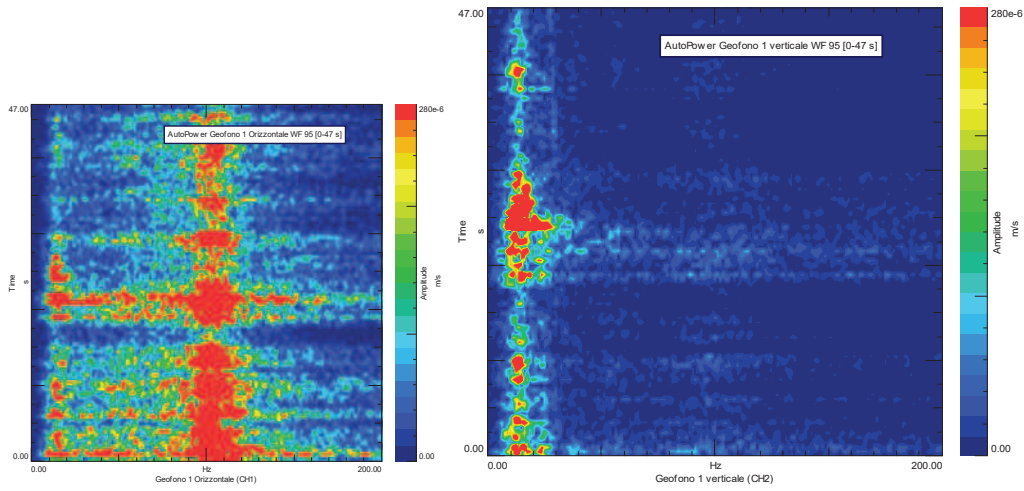 47.00
AutoPower Geofono 1 Orizzontale WF 95 [0-47 s]
Time
s
0.00
0.00
Hz
200.00
Geofono 1 Orizzontale (CH1)
280e-6
Amplitude
m/s
0.00
47.00
AutoPower Geofono 1 verticale WF 95 [0-47 s]
Time
s
0.00
0.00
Hz
200.00
Geofono 1 verticale (CH2)
280e-6
Amplitude
m/s
0.00